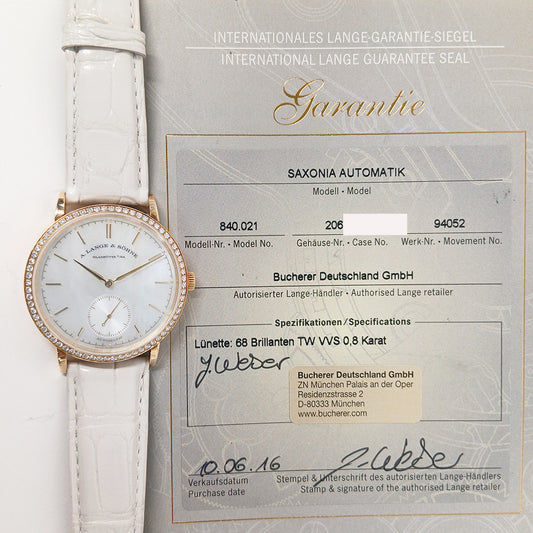 INTERNATIONALES LANGE-GARANTIE-SIEGEL
INTERNATIONAL LANGE GUARANTEE SEAL
Garantie
SAXONIA AUTOMATIK
Modell • Model
840.021 206 94052
Modell-Nr. • Model No. Gehäuse-Nr. • Case No. Werk-Nr. • Movement No.
Bucherer Deutschland GmbH
Autorisierter Lange-Händler • Authorised Lange retailer
Spezifikationen / Specifications
Lünette: 68 Brillanten TW VVS 0,8 Karat
J. Weber
Bucherer Deutschland GmbH
ZN München Palais an der Oper
Residenzstrasse 2
D-80333 München
www.bucherer.com
10.06.16 J. Weber
Verkaufsdatum Stempel & Unterschrift des autorisierten Lange-Händlers
Purchase date Stamp & signature of the authorised Lange retailer
A. LANGE & SÖHNE
GLASHÜTTE I/SA